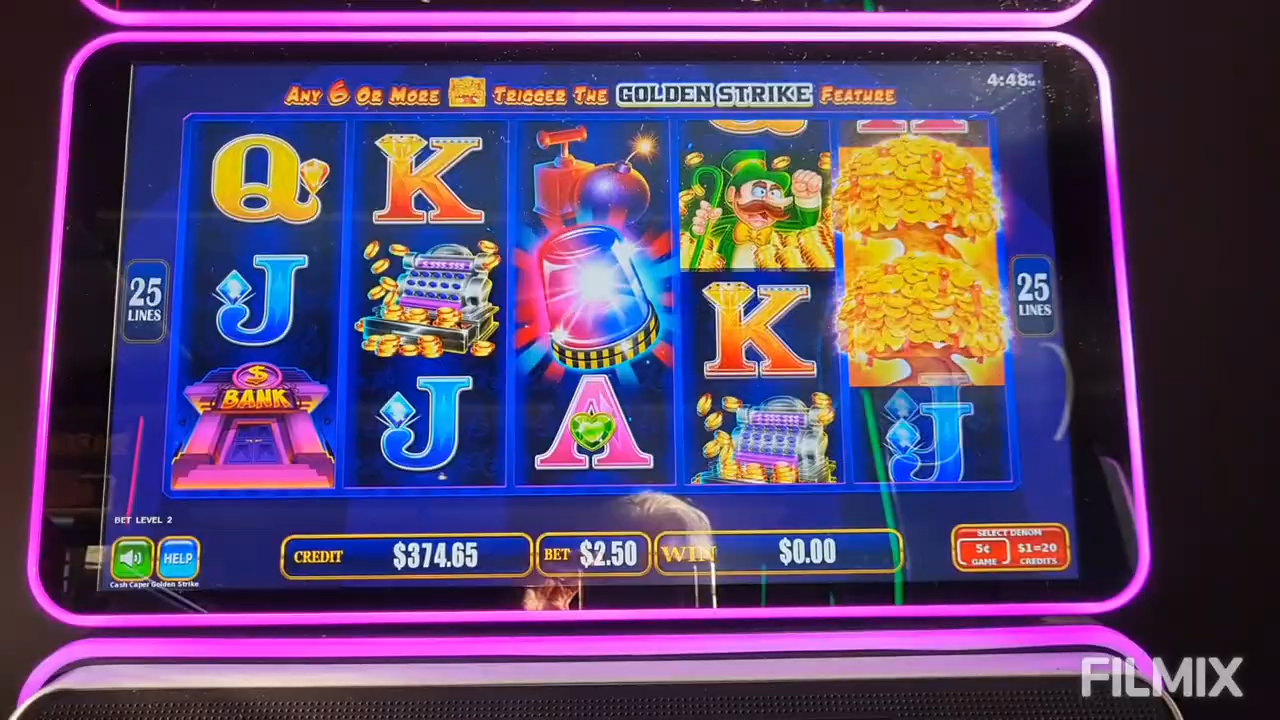 ANY 6 OR MORE TRIGGER THE GOLDEN STRIKE FEATURE
4:48
Q K
J $,$$$,$$$
K
$
BANK
J A
J
25
LINES
25
LINES
BET LEVEL 2
HELP
Cash Caper Golden Strike
CREDIT $374.65
BET $2.50
WIN $0.00
SELECT DENOM
5¢ $1=20
GAME CREDITS
FILMIX